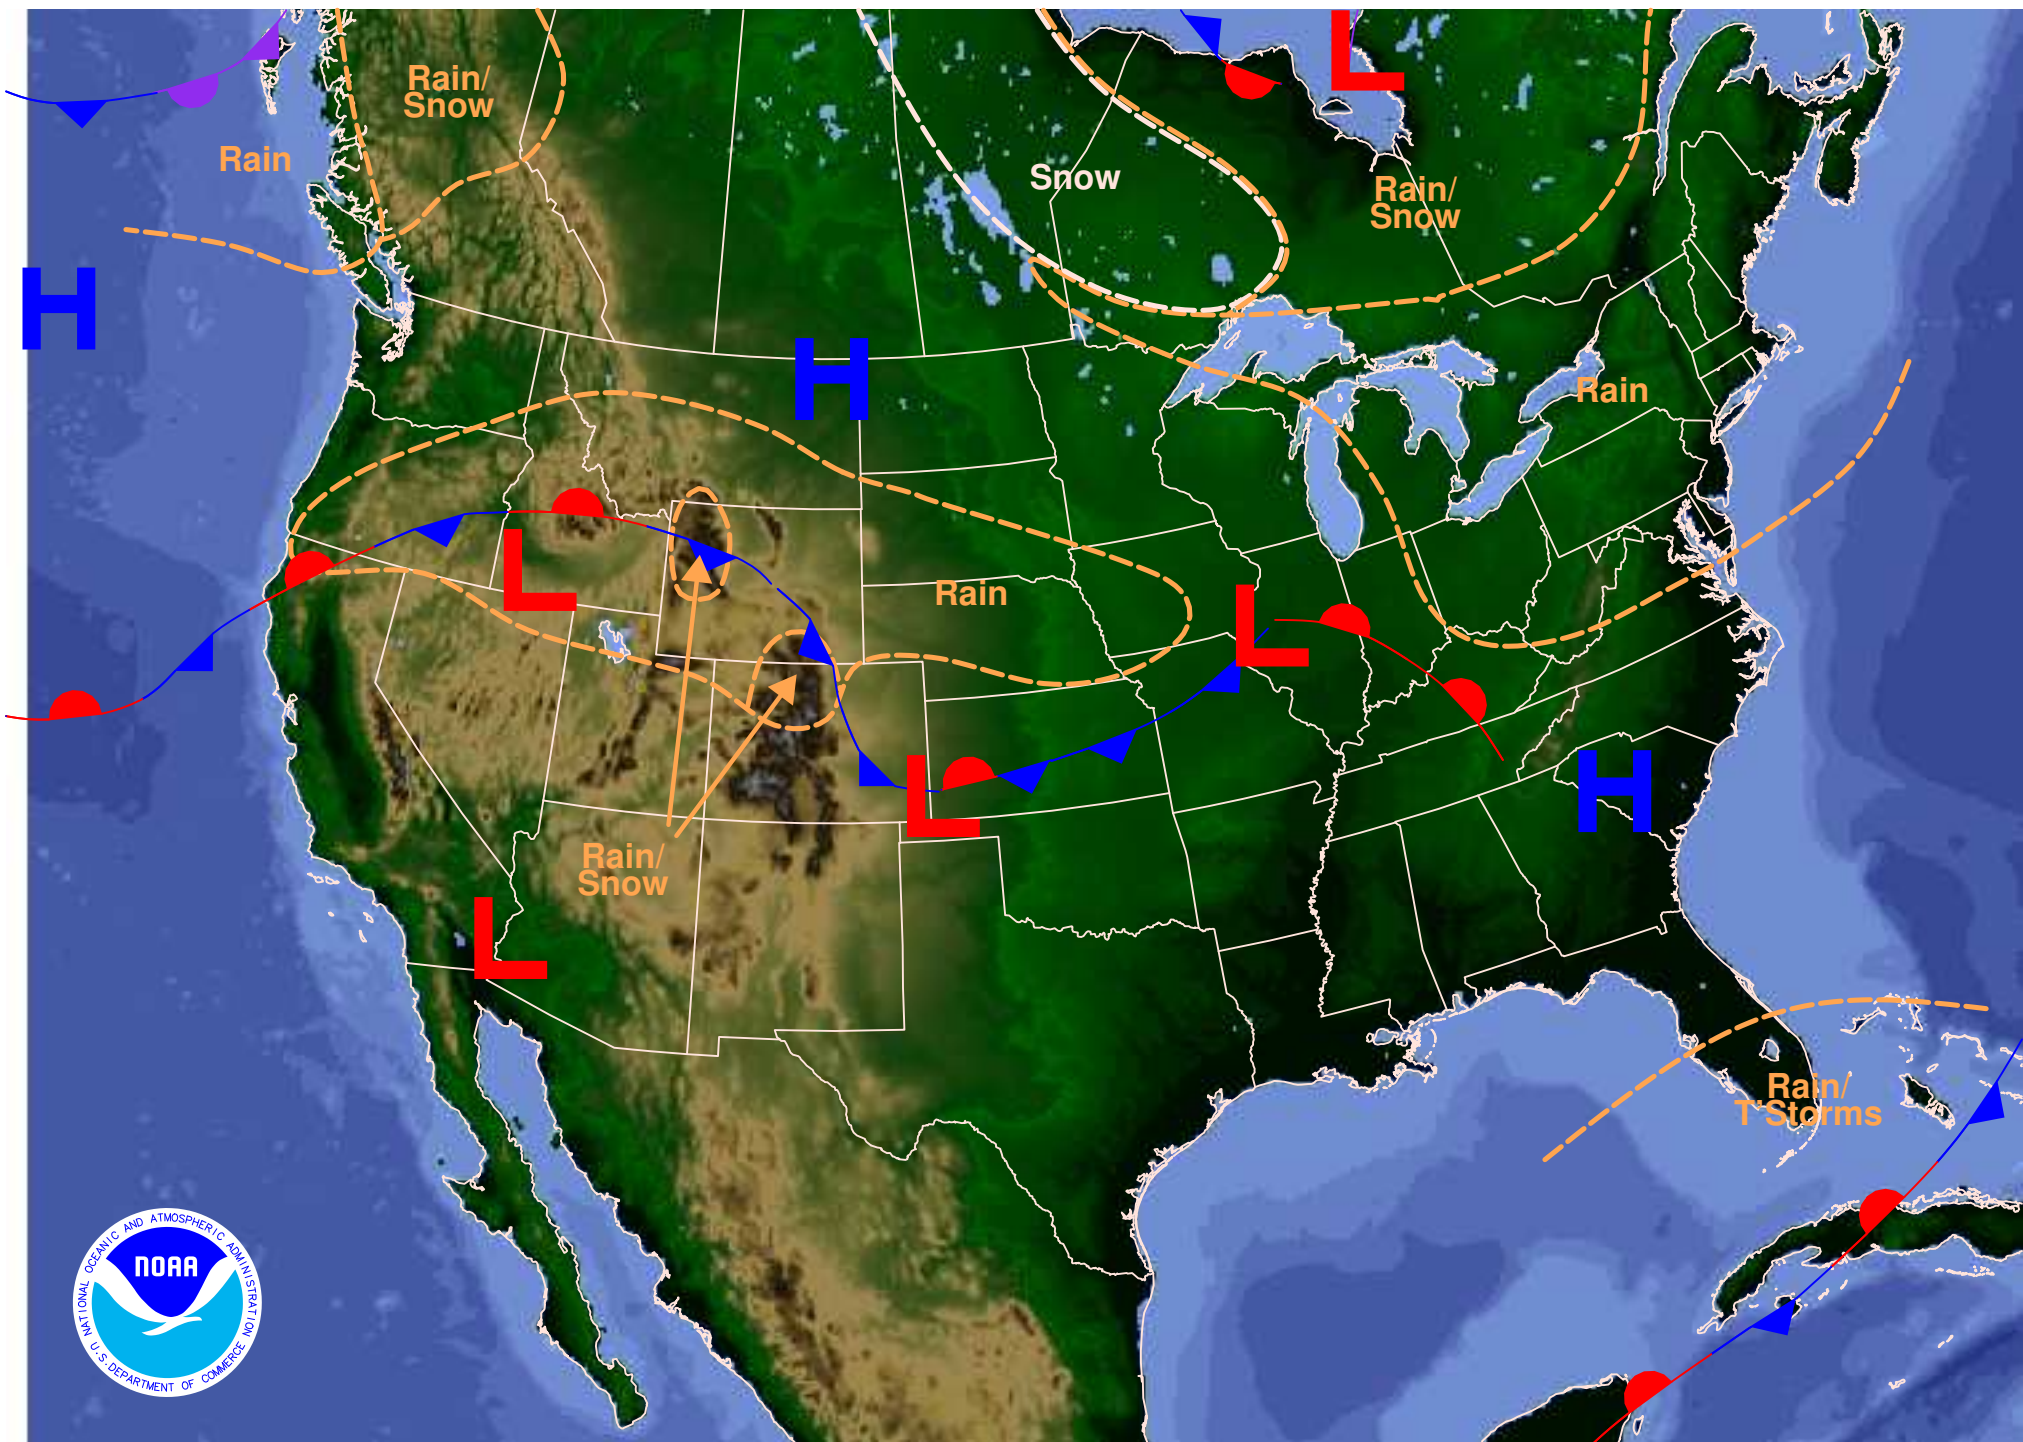 L
Rain/
Snow
Rain
Snow
Rain/
Snow
H
H
Rain
L
Rain
L
L
H
Rain/
Snow
L
Rain/
T'Storms
NATIONAL OCEANIC AND ATMOSPHERIC ADMINISTRATION
NOAA
U.S. DEPARTMENT OF COMMERCE